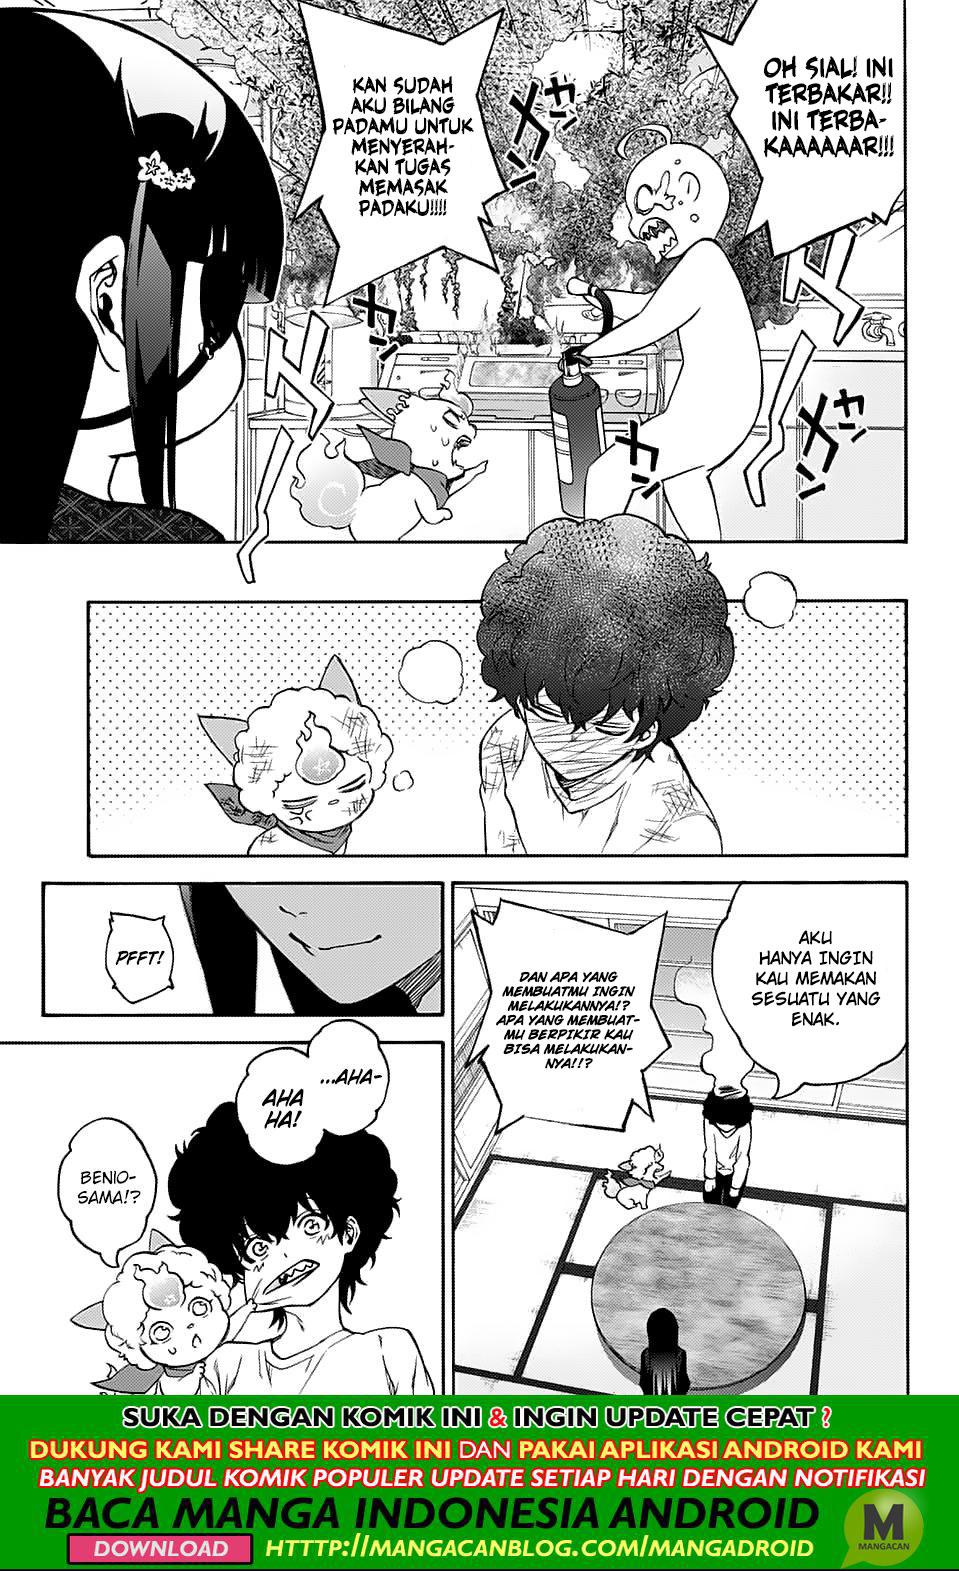 OH SIAL! INI
TERBAKAR!!
INI TERBA-
KAAAAAAR!!!
KAN SUDAH
AKU BILANG
PADAMU UNTUK
MENYERAH-
KAN TUGAS
MEMASAK
PADAKU!!!!
AKU
HANYA INGIN
KAU MEMAKAN
SESUATU YANG
ENAK.
DAN APA YANG
MEMBUATMU INGIN
MELAKUKANNYA!?
APA YANG MEMBUAT-
MU BERPIKIR KAU
BISA MELAKUKAN-
NYA!!?
PFFT!
...AHA-
AHA
HA!
BENIO-
SAMA!?
SUKA DENGAN KOMIK INI & INGIN UPDATE CEPAT ?
DUKUNG KAMI SHARE KOMIK INI DAN PAKAI APLIKASI ANDROID KAMI
BANYAK JUDUL KOMIK POPULER UPDATE SETIAP HARI DENGAN NOTIFIKASI
BACA MANGA INDONESIA ANDROID
DOWNLOAD HTTTP://MANGACANBLOG.COM/MANGADROID
M
MANGACAN